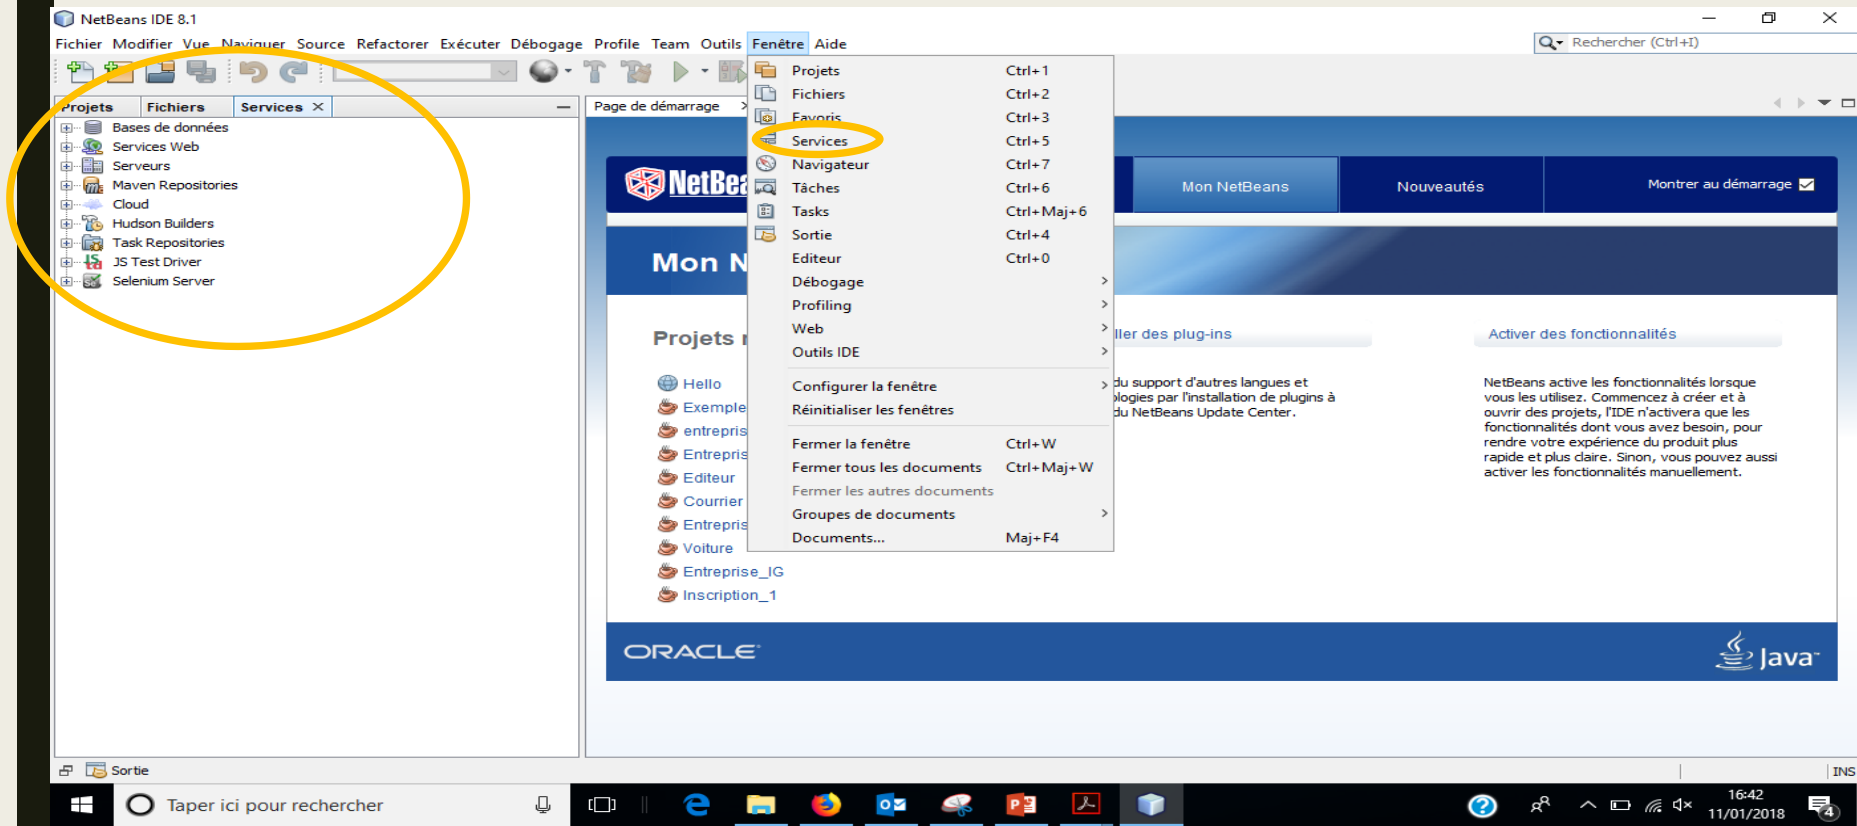 NetBeans IDE 8.1
Fichier Modifier Vue Naviguer Source Refactorer Exécuter Débogage Profile Team Outils Fenêtre Aide
Rechercher (Ctrl+I)
Projets Fichiers Services
Bases de données
Services Web
Serveurs
Maven Repositories
Cloud
Hudson Builders
Task Repositories
JS Test Driver
Selenium Server
Page de démarrage
Projets Ctrl+1
Fichiers Ctrl+2
Favoris Ctrl+3
Services Ctrl+5
Navigateur Ctrl+7
Tâches Ctrl+6
Tasks Ctrl+Maj+6
Sortie Ctrl+4
Editeur Ctrl+0
Débogage
Profiling
Web
Outils IDE
Configurer la fenêtre
Réinitialiser les fenêtres
Fermer la fenêtre Ctrl+W
Fermer tous les documents Ctrl+Maj+W
Fermer les autres documents
Groupes de documents
Documents... Maj+F4
NetBea
Mon NetBeans
Nouveautés
Montrer au démarrage
Mon N
Projets r
Hello
Exemple
entrepris
Entrepris
Editeur
Courrier
Entrepris
Voiture
Entreprise_IG
Inscription_1
ller des plug-ins
du support d'autres langues et
ologies par l'installation de plugins à
du NetBeans Update Center.
Activer des fonctionnalités
NetBeans active les fonctionnalités lorsque
vous les utilisez. Commencez à créer et à
ouvrir des projets, l'IDE n'activera que les
fonctionnalités dont vous avez besoin, pour
rendre votre expérience du produit plus
rapide et plus claire. Sinon, vous pouvez aussi
activer les fonctionnalités manuellement.
ORACLE
Java
Sortie
INS
Taper ici pour rechercher
16:42
11/01/2018
4